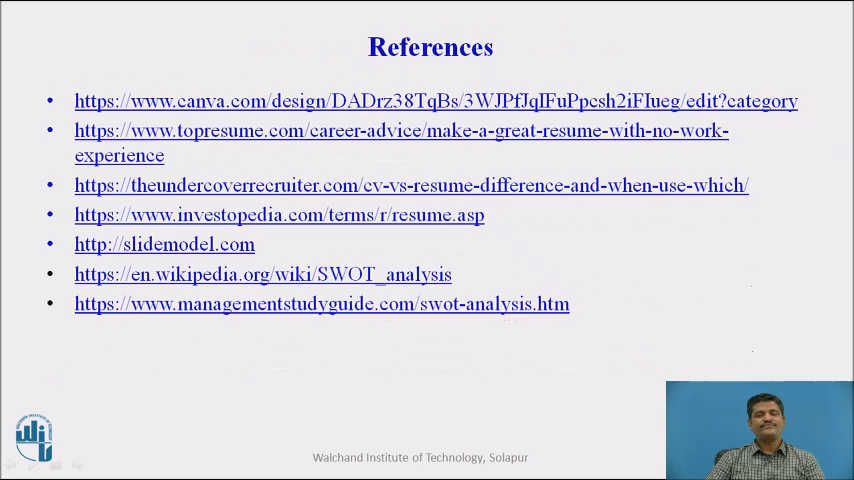 References
• https://www.canva.com/design/DADrz38TqBs/3WJPfJqIFuPpcsh2iFIueg/edit?category
• https://www.topresume.com/career-advice/make-a-great-resume-with-no-work-
experience
• https://theundercoverrecruiter.com/cv-vs-resume-difference-and-when-use-which/
• https://www.investopedia.com/terms/r/resume.asp
• http://slidemodel.com
• https://en.wikipedia.org/wiki/SWOT_analysis
• https://www.managementstudyguide.com/swot-analysis.htm
Walchand Institute of Technology, Solapur